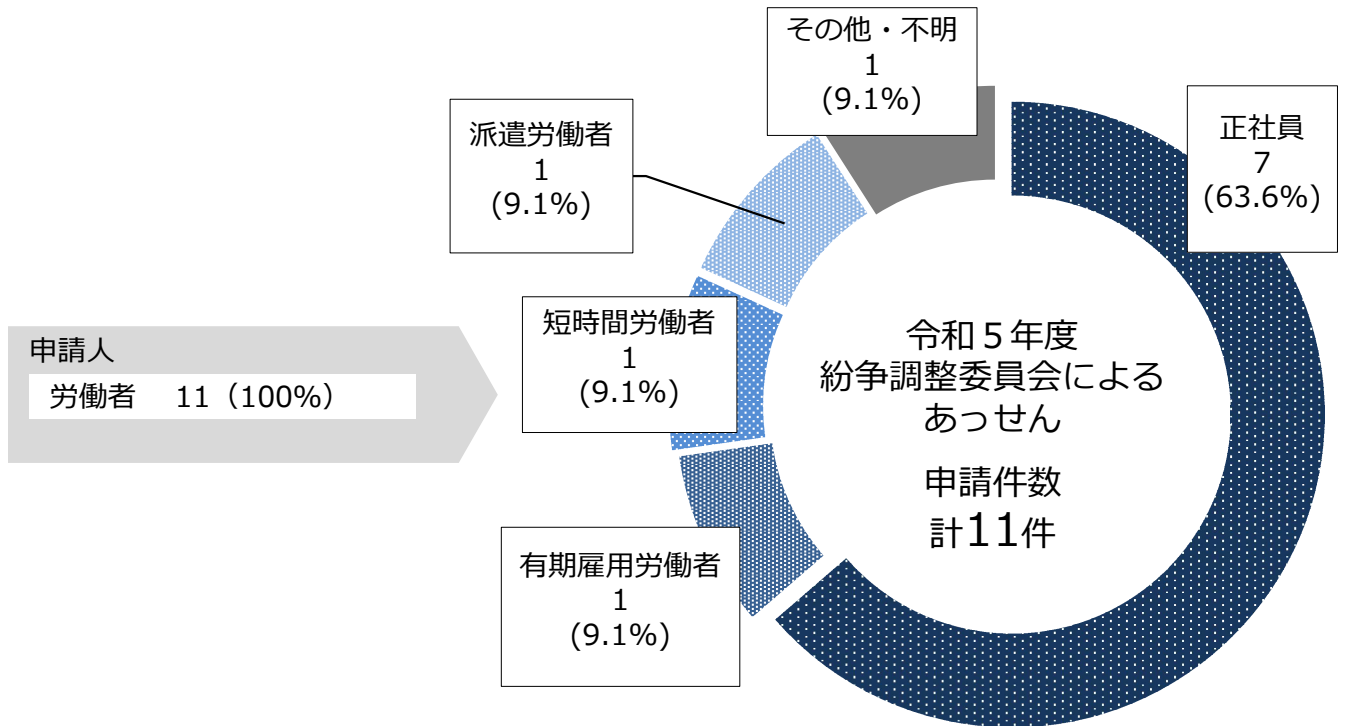 その他・不明
1
(9.1%)
派遣労働者
1
(9.1%)
正社員
7
(63.6%)
申請人
労働者　11（100%）
短時間労働者
1
(9.1%)
令和５年度
紛争調整委員会による
あっせん
申請件数
計11件
有期雇用労働者
1
(9.1%)